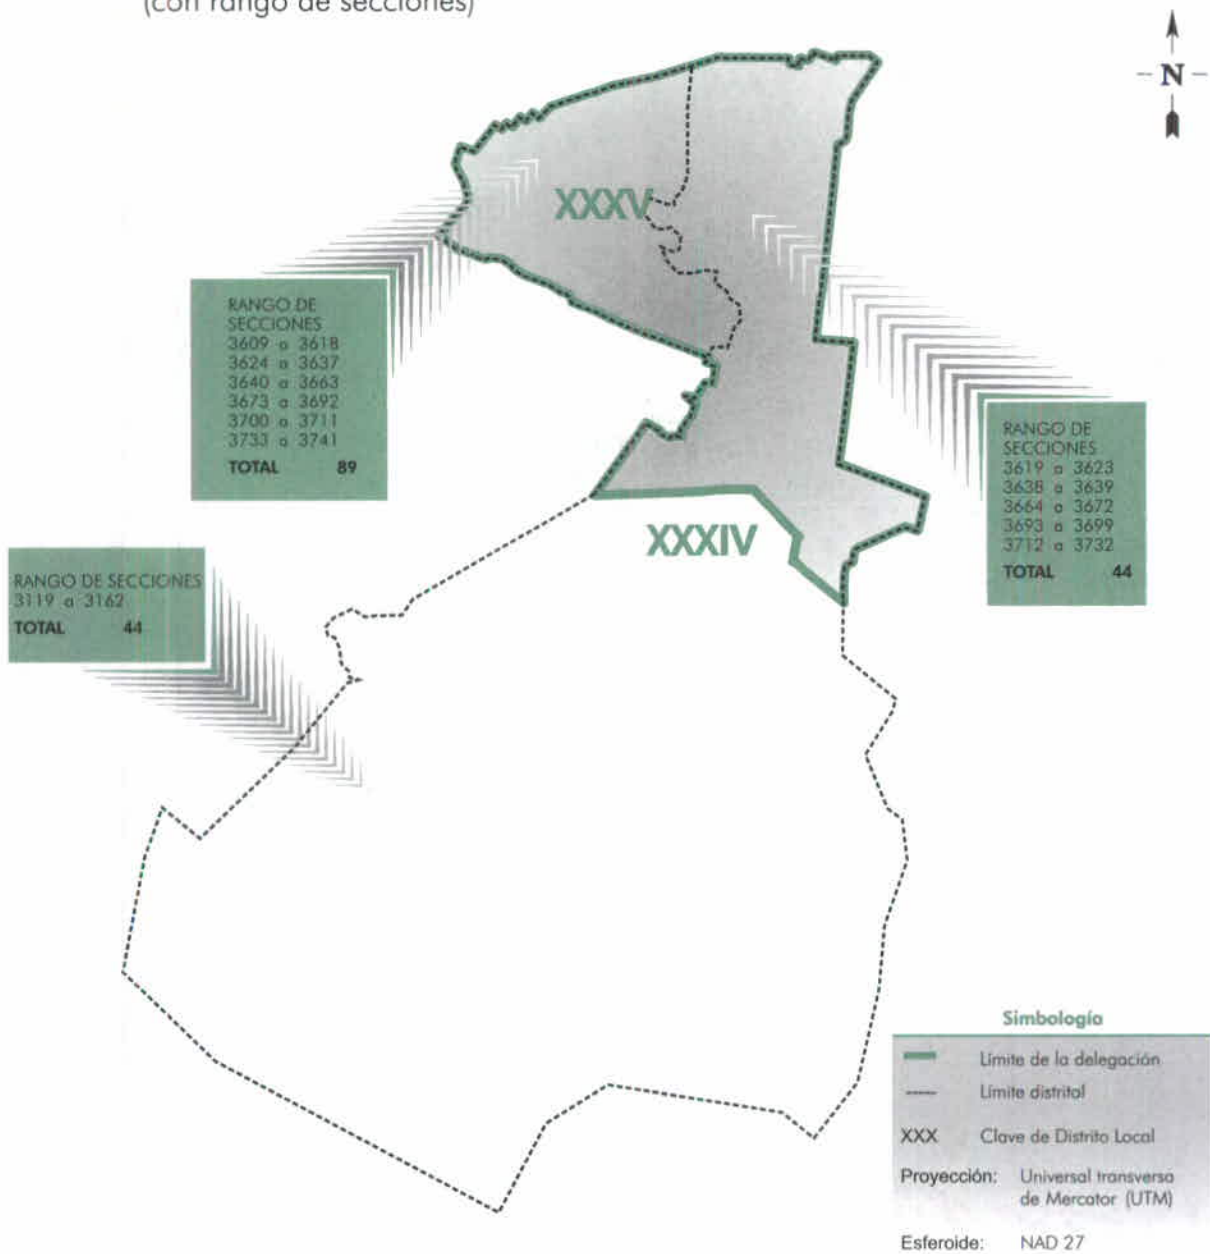 (con rango de secciones)
N
XXXV
RANGO DE
SECCIONES
3609 a 3618
3624 a 3637
3640 a 3663
3673 a 3692
3700 a 3711
3733 a 3741
TOTAL 89
RANGO DE
SECCIONES
3619 a 3623
3638 a 3639
3664 a 3672
3693 a 3699
3712 a 3732
TOTAL 44
XXXIV
RANGO DE SECCIONES
3119 a 3162
TOTAL 44
Simbología
Límite de la delegación
Límite distrital
XXX Clave de Distrito Local
Proyección: Universal transversa
de Mercator (UTM)
Esferoide: NAD 27